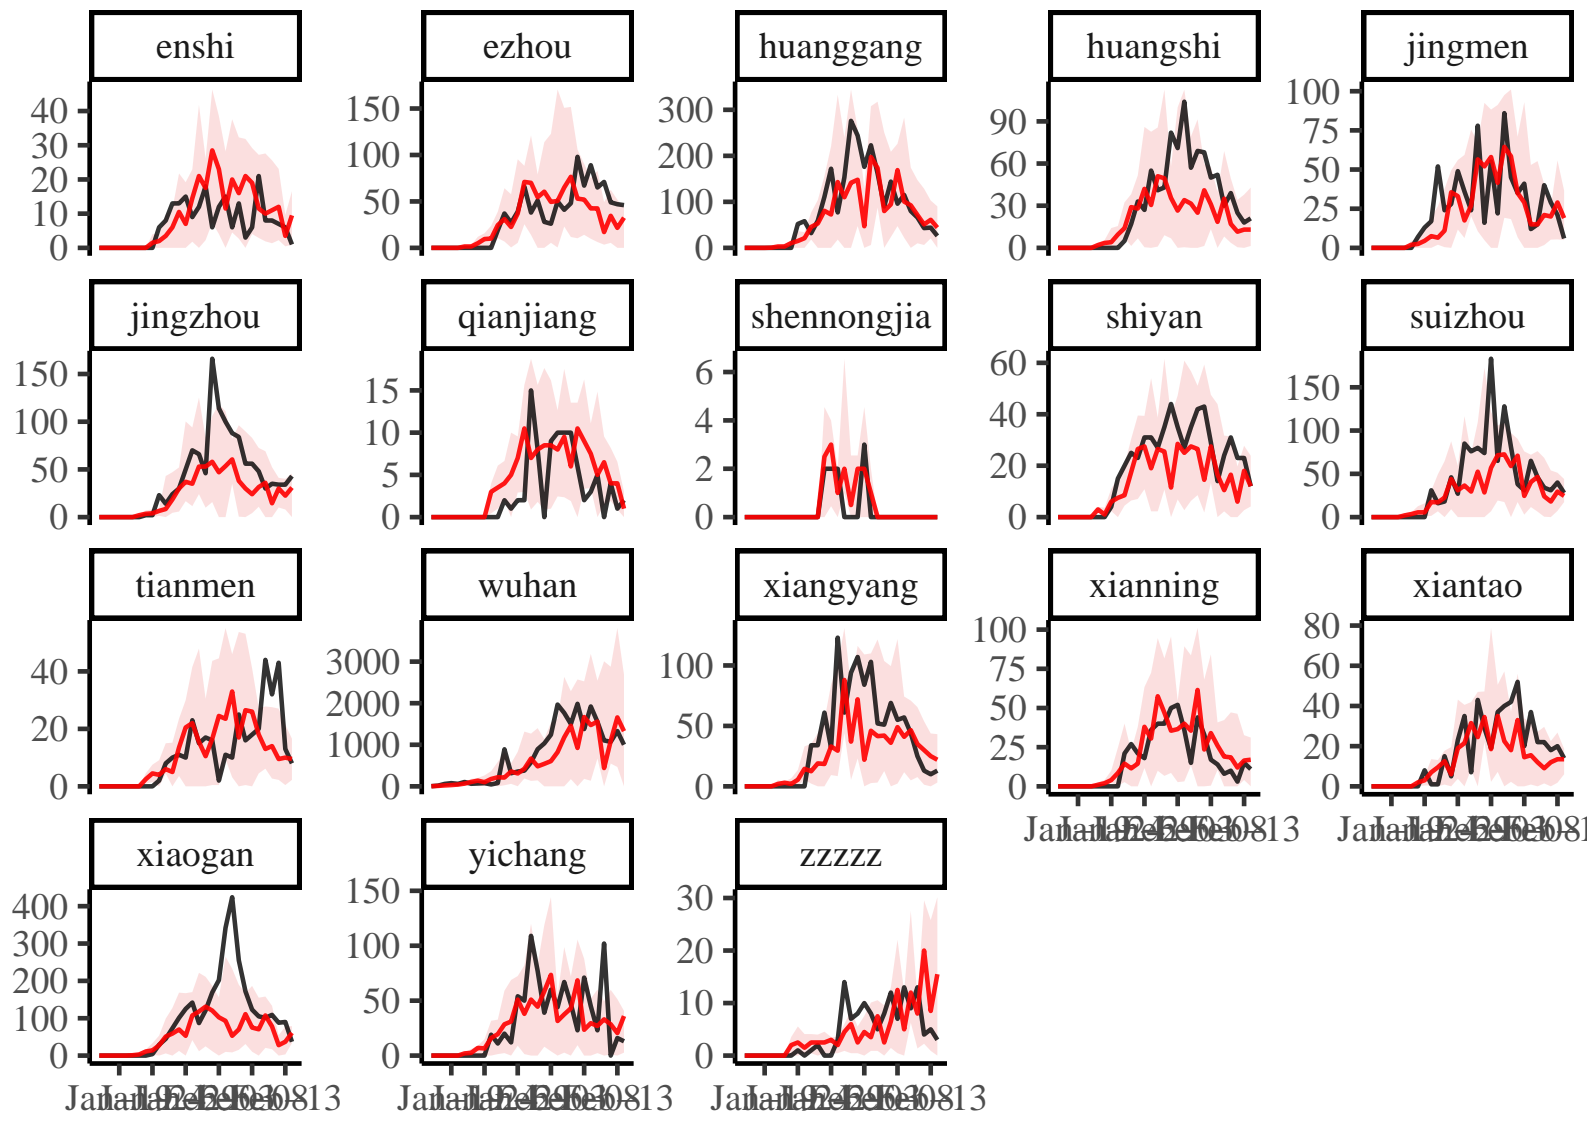 enshi ezhou huanggang huangshi jingmen
40 30 20 10 0
150 100 50 0
300 200 100 0
90 60 30 0
100 75 50 25 0
jingzhou qianjiang shennongjia shiyan suizhou
150 100 50 0
15 10 5 0
6 4 2 0
60 40 20 0
150 100 50 0
tianmen wuhan xiangyang xianning xiantao
40 20 0
3000 2000 1000 0
100 50 0
100 75 50 25 0
80 60 40 20 0
xiaogan yichang zzzzz
400 300 200 100 0
150 100 50 0
30 20 10 0